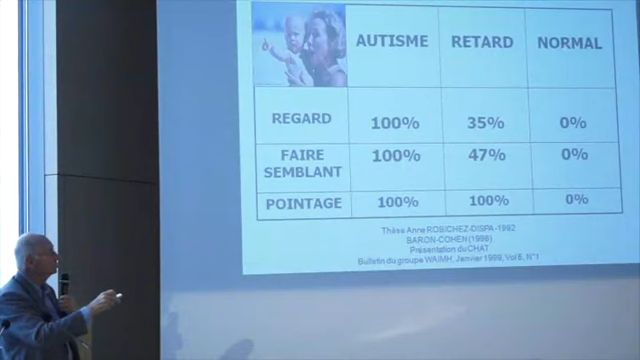 AUTISME RETARD NORMAL
REGARD 100% 35% 0%
FAIRE
SEMBLANT 100% 47% 0%
POINTAGE 100% 100% 0%
Thèse Anne ROBICHEZ-DISPA-1992
BARON-COHEN (1996)
Présentation du CHAT
Bulletin du groupe WAIMH, Janvier 1999, Vol 6, N°1